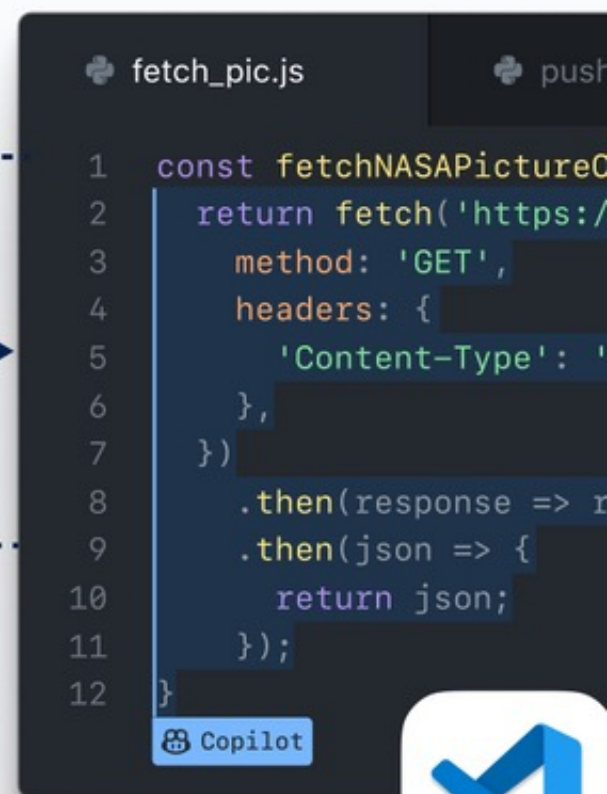 fetch_pic.js push
1 const fetchNASAPictureO
2 return fetch('https:/
3 method: 'GET',
4 headers: {
5 'Content-Type': '
6 },
7 })
8 .then(response => r
9 .then(json => {
10 return json;
11 });
12 }
Copilot